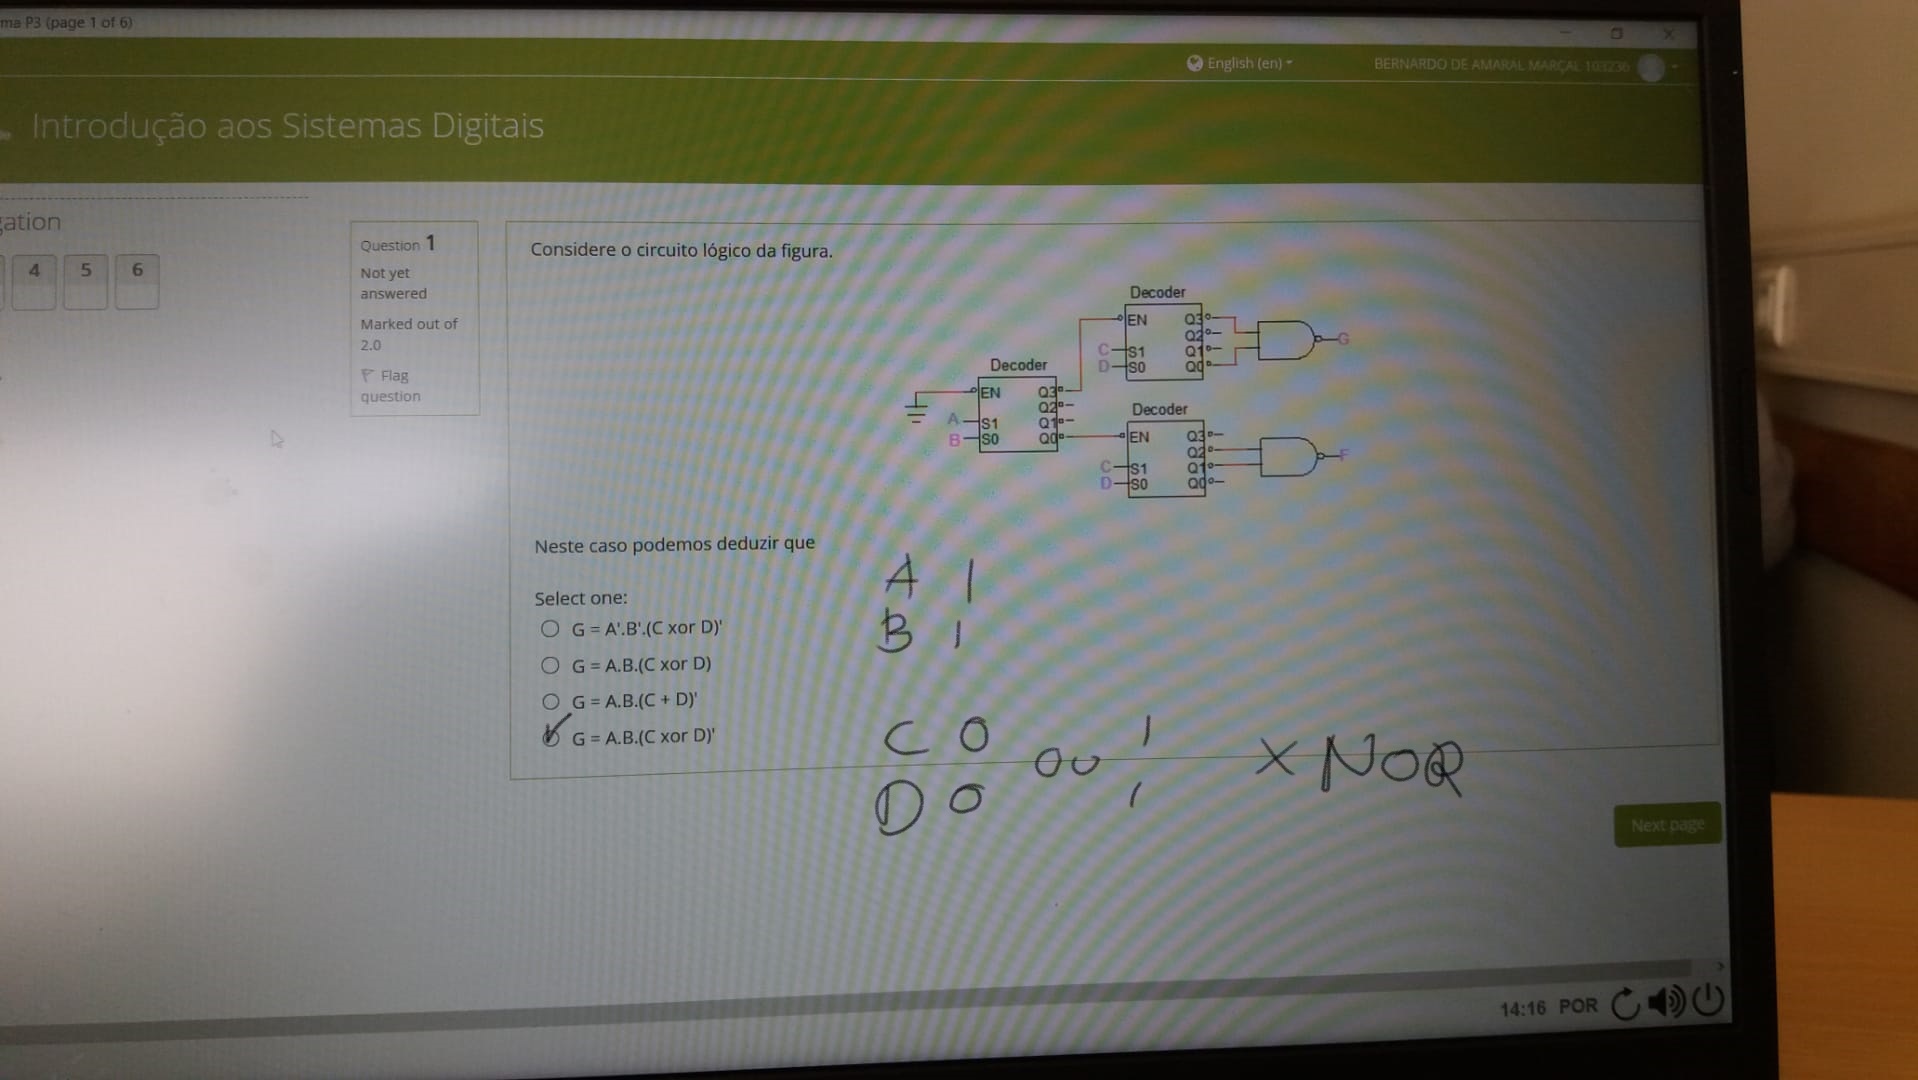 ma P3 (page 1 of 6)
English (en)
BERNARDO DE AMARAL MARÇAL 103236
Introdução aos Sistemas Digitais
gation
4 5 6
Question 1
Not yet
answered
Marked out of
2.0
Flag
question
Considere o circuito lógico da figura.
Decoder
EN Q3
Q2
C S1 Q1
D S0 Q0
G
Decoder
EN Q3
Q2
A S1 Q1
B S0 Q0
Decoder
EN Q3
Q2
C S1 Q1
D S0 Q0
F
Neste caso podemos deduzir que
Select one:
G = A'.B'.(C xor D)'
G = A.B.(C xor D)
G = A.B.(C + D)'
G = A.B.(C xor D)'
A 1
B 1
C 0 ou 1 XNOR
D 0 1
Next page
14:16 POR